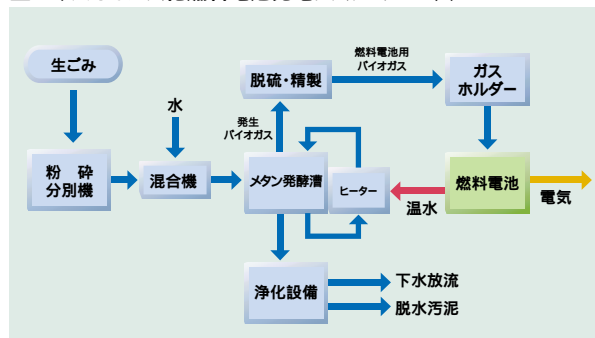 生ごみ
粉 砕
分別機
水
混合機
脱硫・精製
発生
バイオガス
メタン発酵漕
ヒーター
燃料電池用
バイオガス
ガス
ホルダー
燃料電池
温水
電気
浄化設備
下水放流
脱水汚泥